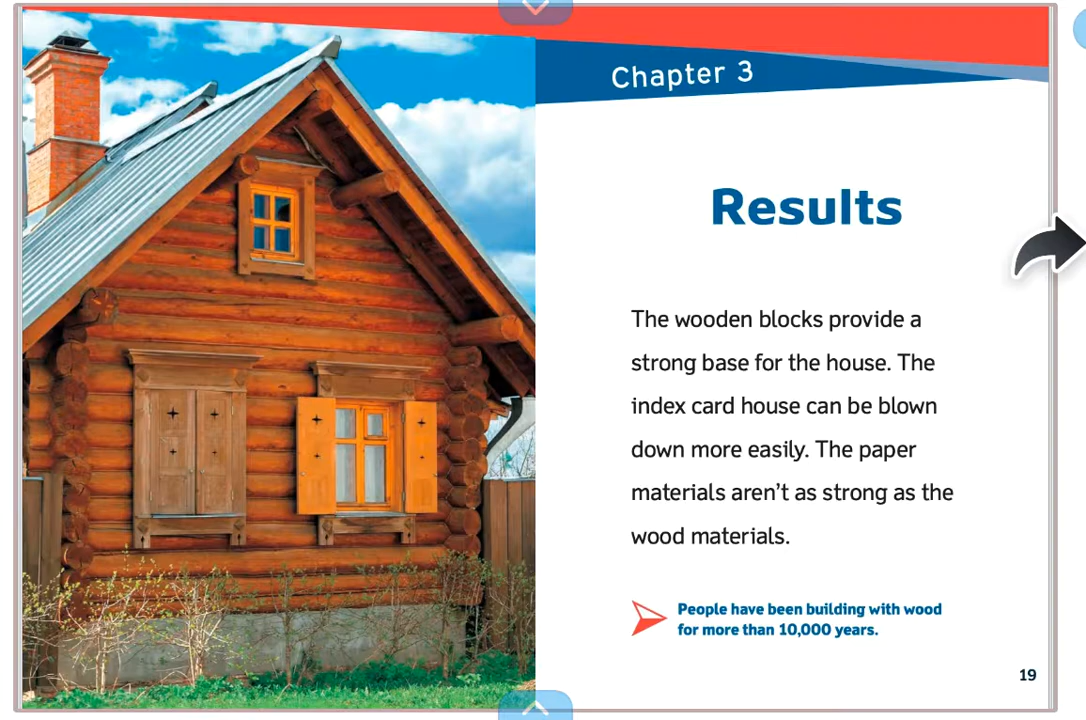 Chapter 3
Results
The wooden blocks provide a
strong base for the house. The
index card house can be blown
down more easily. The paper
materials aren't as strong as the
wood materials.
People have been building with wood
for more than 10,000 years.
19